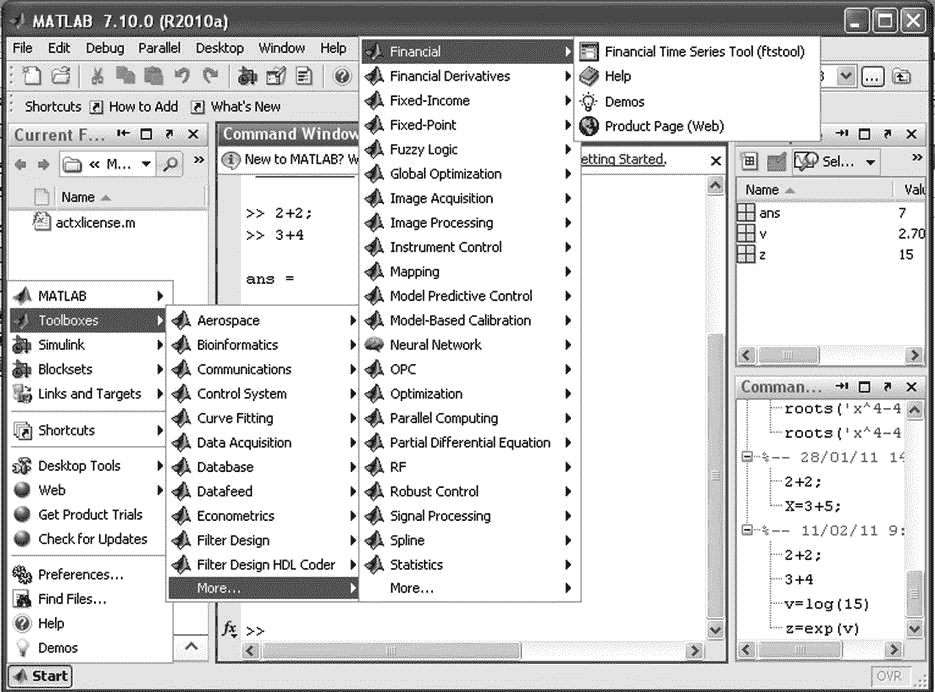 MATLAB 7.10.0 (R2010a)
File Edit Debug Parallel Desktop Window Help
Shortcuts How to Add What's New
Current F...
« M...
Name
actxlicense.m
Command Window
New to MATLAB? W
etting Started.
>> 2+2;
>> 3+4
ans =
fx >>
MATLAB
Toolboxes
Simulink
Blocksets
Links and Targets
Shortcuts
Desktop Tools
Web
Get Product Trials
Check for Updates
Preferences...
Find Files...
Help
Demos
Start
Aerospace
Bioinformatics
Communications
Control System
Curve Fitting
Data Acquisition
Database
Datafeed
Econometrics
Filter Design
Filter Design HDL Coder
More...
Financial
Financial Derivatives
Fixed-Income
Fixed-Point
Fuzzy Logic
Global Optimization
Image Acquisition
Image Processing
Instrument Control
Mapping
Model Predictive Control
Model-Based Calibration
Neural Network
OPC
Optimization
Parallel Computing
Partial Differential Equation
RF
Robust Control
Signal Processing
Spline
Statistics
More...
Financial Time Series Tool (ftstool)
Help
Demos
Product Page (Web)
Sel...
Name Valu
ans 7
v 2.70
z 15
Comman...
roots('x^4-4
roots('x^4-4
%-- 28/01/11 14
2+2;
X=3+5;
%-- 11/02/11 9:
2+2;
3+4
v=log(15)
z=exp(v)
OVR